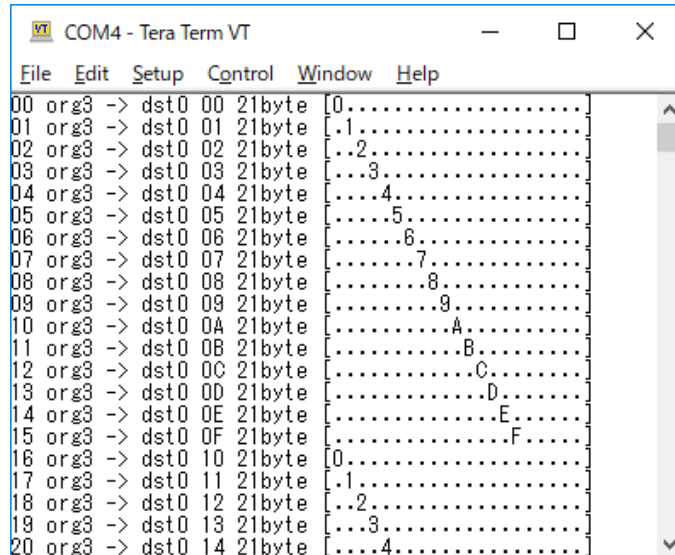 COM4 - Tera Term VT
File Edit Setup Control Window Help
00 org3 -> dst0 00 21byte [0....................]
01 org3 -> dst0 01 21byte [.1...................]
02 org3 -> dst0 02 21byte [..2..................]
03 org3 -> dst0 03 21byte [...3.................]
04 org3 -> dst0 04 21byte [....4................]
05 org3 -> dst0 05 21byte [.....5...............]
06 org3 -> dst0 06 21byte [......6..............]
07 org3 -> dst0 07 21byte [.......7.............]
08 org3 -> dst0 08 21byte [........8............]
09 org3 -> dst0 09 21byte [.........9...........]
10 org3 -> dst0 0A 21byte [..........A..........]
11 org3 -> dst0 0B 21byte [...........B.........]
12 org3 -> dst0 0C 21byte [............C........]
13 org3 -> dst0 0D 21byte [.............D.......]
14 org3 -> dst0 0E 21byte [..............E......]
15 org3 -> dst0 0F 21byte [...............F.....]
16 org3 -> dst0 10 21byte [0....................]
17 org3 -> dst0 11 21byte [.1...................]
18 org3 -> dst0 12 21byte [..2..................]
19 org3 -> dst0 13 21byte [...3.................]
20 org3 -> dst0 14 21byte [....4................]